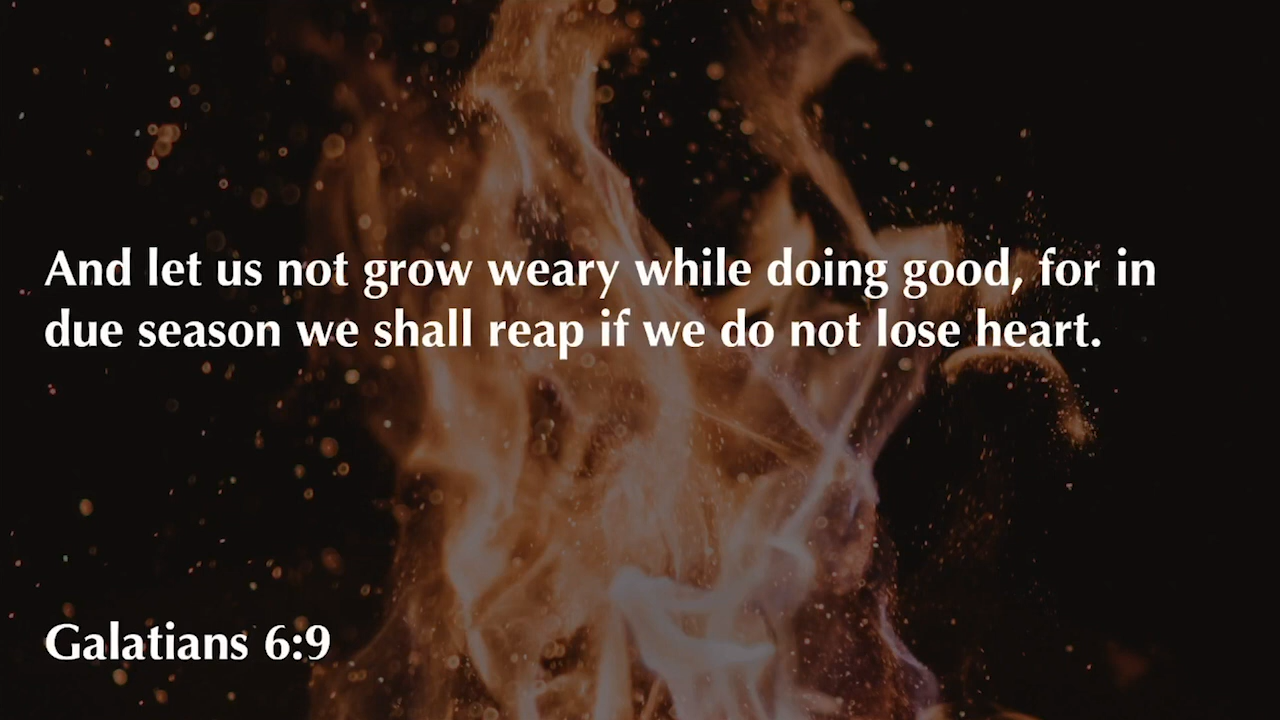 And let us not grow weary while doing good, for in
due season we shall reap if we do not lose heart.
Galatians 6:9